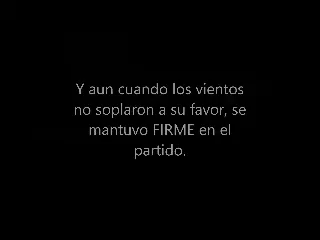 Y aun cuando los vientos
no soplaron a su favor, se
mantuvo FIRME en el
partido.